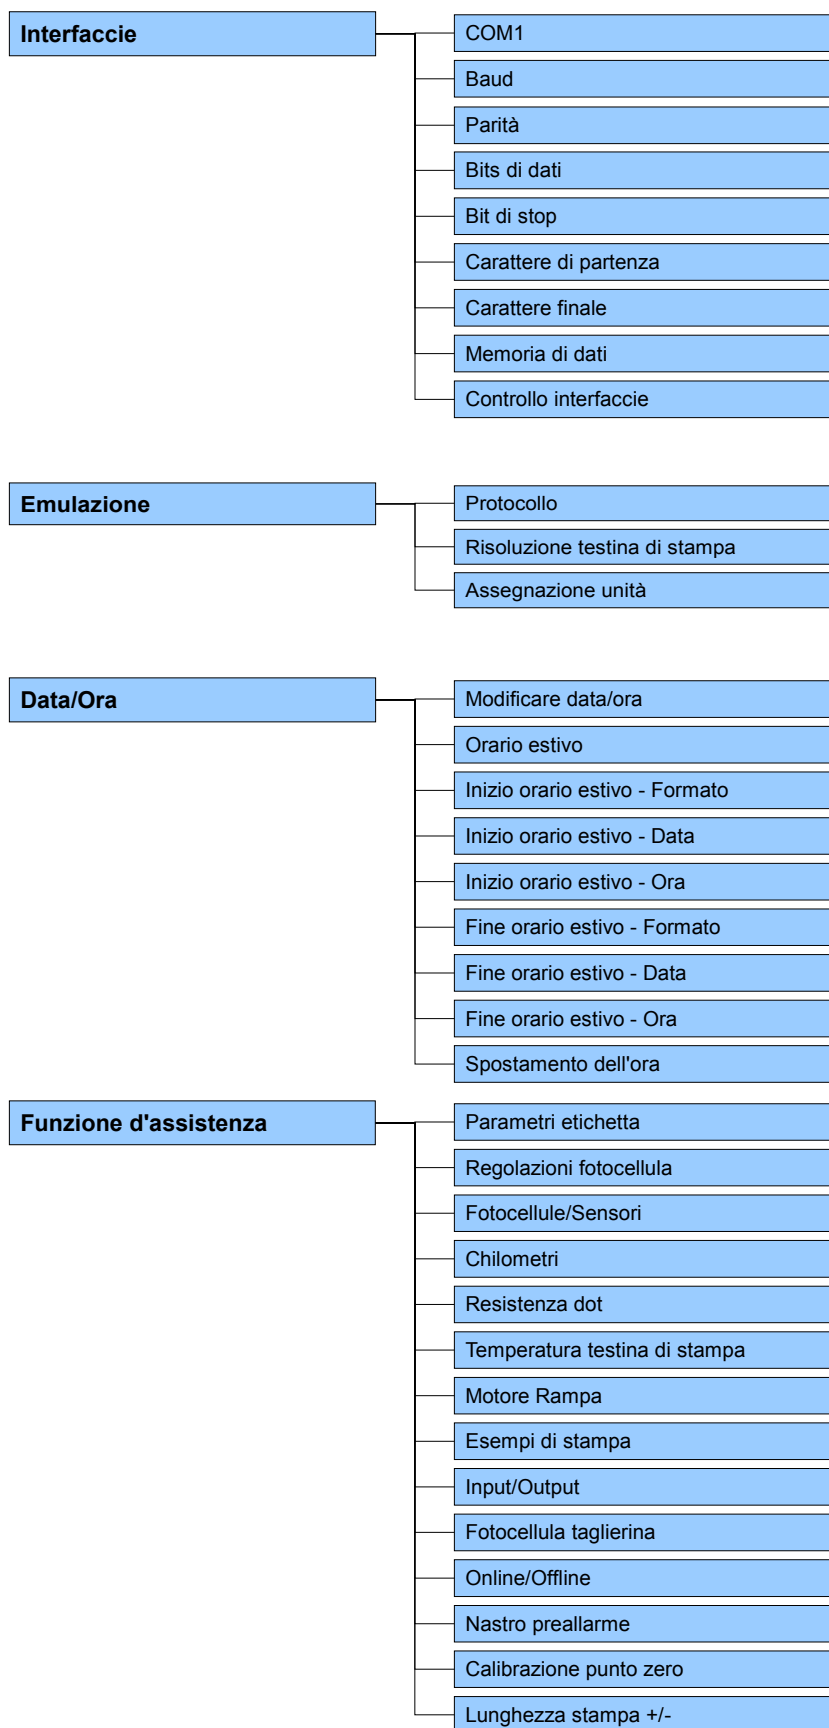 Interfaccie
COM1
Baud
Parità
Bits di dati
Bit di stop
Carattere di partenza
Carattere finale
Memoria di dati
Controllo interfaccie
Emulazione
Protocollo
Risoluzione testina di stampa
Assegnazione unità
Data/Ora
Modificare data/ora
Orario estivo
Inizio orario estivo - Formato
Inizio orario estivo - Data
Inizio orario estivo - Ora
Fine orario estivo - Formato
Fine orario estivo - Data
Fine orario estivo - Ora
Spostamento dell'ora
Funzione d'assistenza
Parametri etichetta
Regolazioni fotocellula
Fotocellule/Sensori
Chilometri
Resistenza dot
Temperatura testina di stampa
Motore Rampa
Esempi di stampa
Input/Output
Fotocellula taglierina
Online/Offline
Nastro preallarme
Calibrazione punto zero
Lunghezza stampa +/-